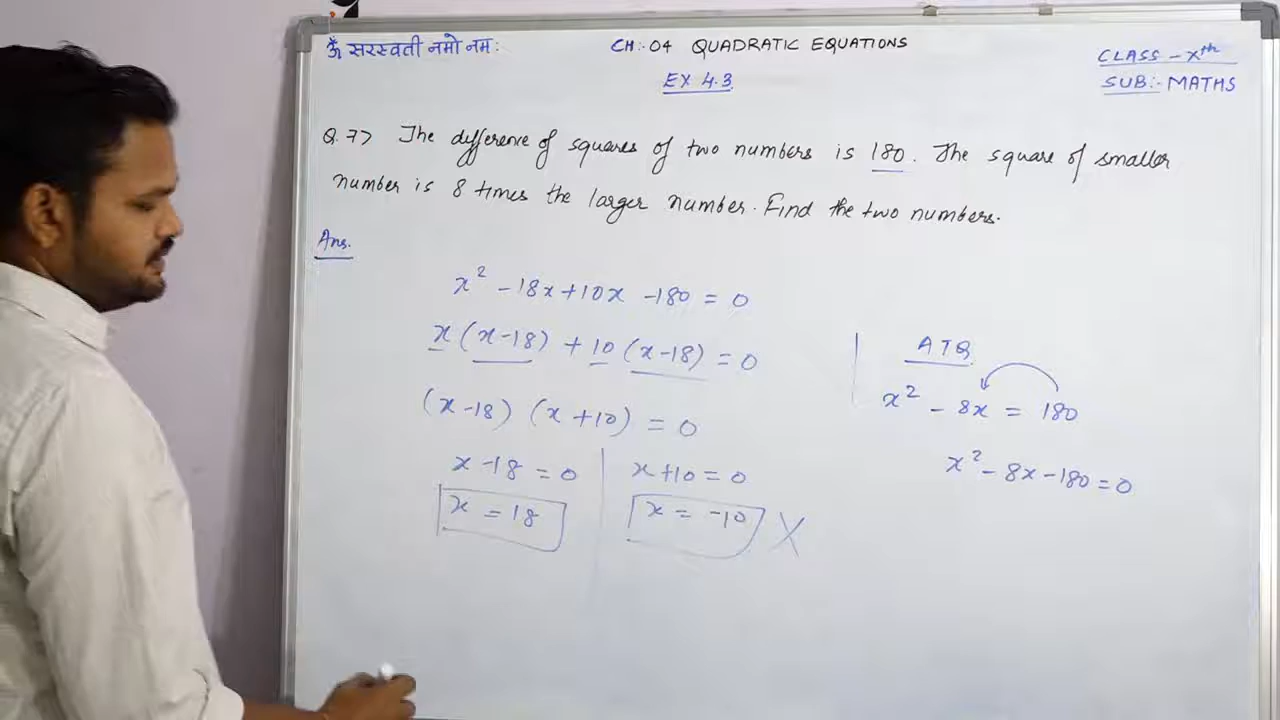 ॐ सरस्वती नमो नमः
CH:- 04 QUADRATIC EQUATIONS
EX 4.3
CLASS - Xth
SUB:- MATHS
Q.7> The difference of squares of two numbers is 180. The square of smaller
number is 8 times the larger number. Find the two numbers.
Ans.
x² - 18x + 10x - 180 = 0
x (x-18) + 10 (x-18) = 0
(x-18) (x+10) = 0
x-18 = 0
x+10 = 0
x = 18
x = -10 X
ATQ
x² - 8x = 180
x² - 8x - 180 = 0